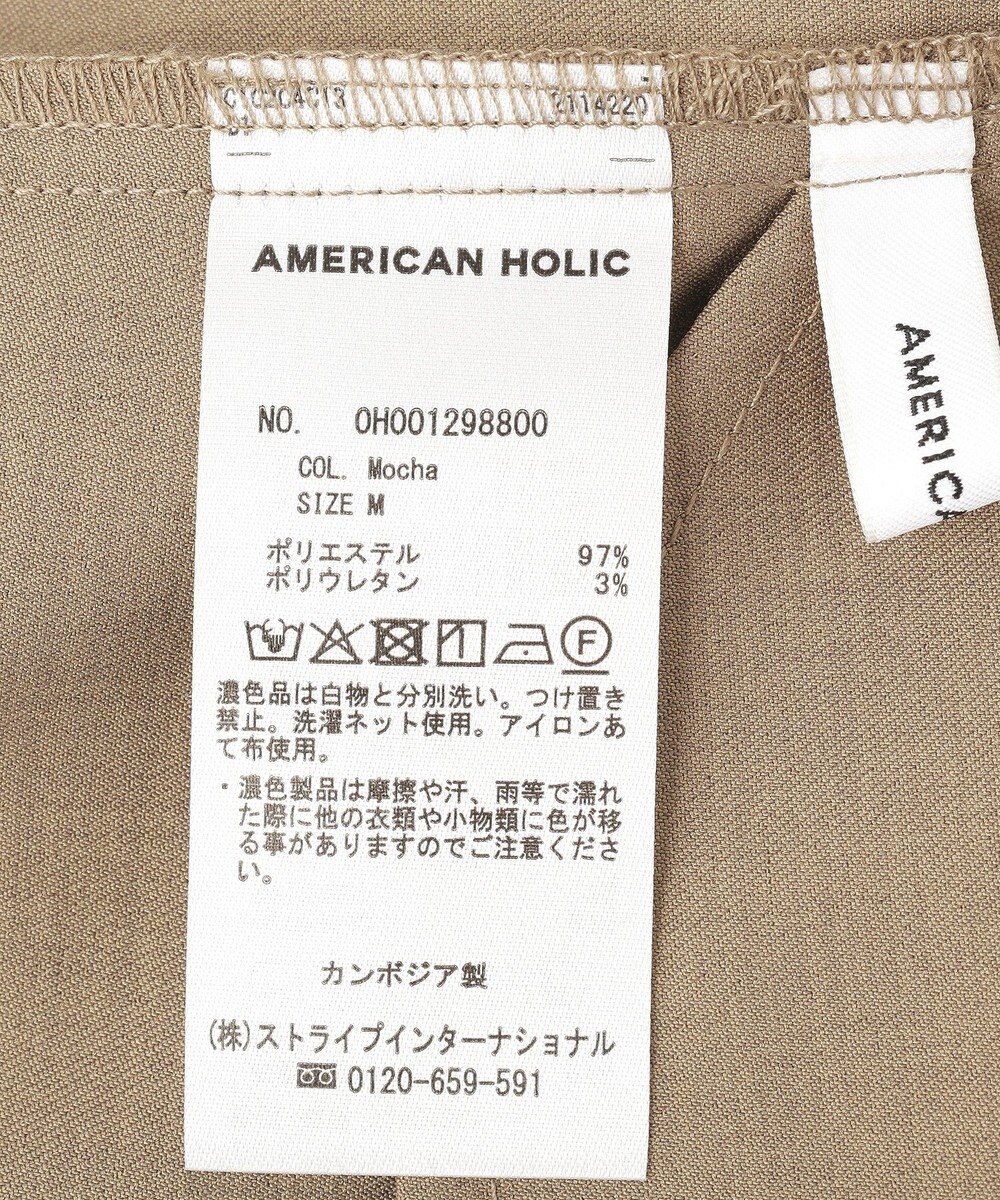 2114220
AMERICAN HOLIC
NO. 0H001298800
COL. Mocha
SIZE M
ポリエステル 97%
ポリウレタン 3%
F
濃色品は白物と分別洗い。つけ置き
禁止。洗濯ネット使用。アイロンあ
て布使用。
・濃色製品は摩擦や汗、雨等で濡れ
た際に他の衣類や小物類に色が移
る事がありますのでご注意くださ
い。
カンボジア製
(株)ストライプインターナショナル
0120-659-591
AMERICA